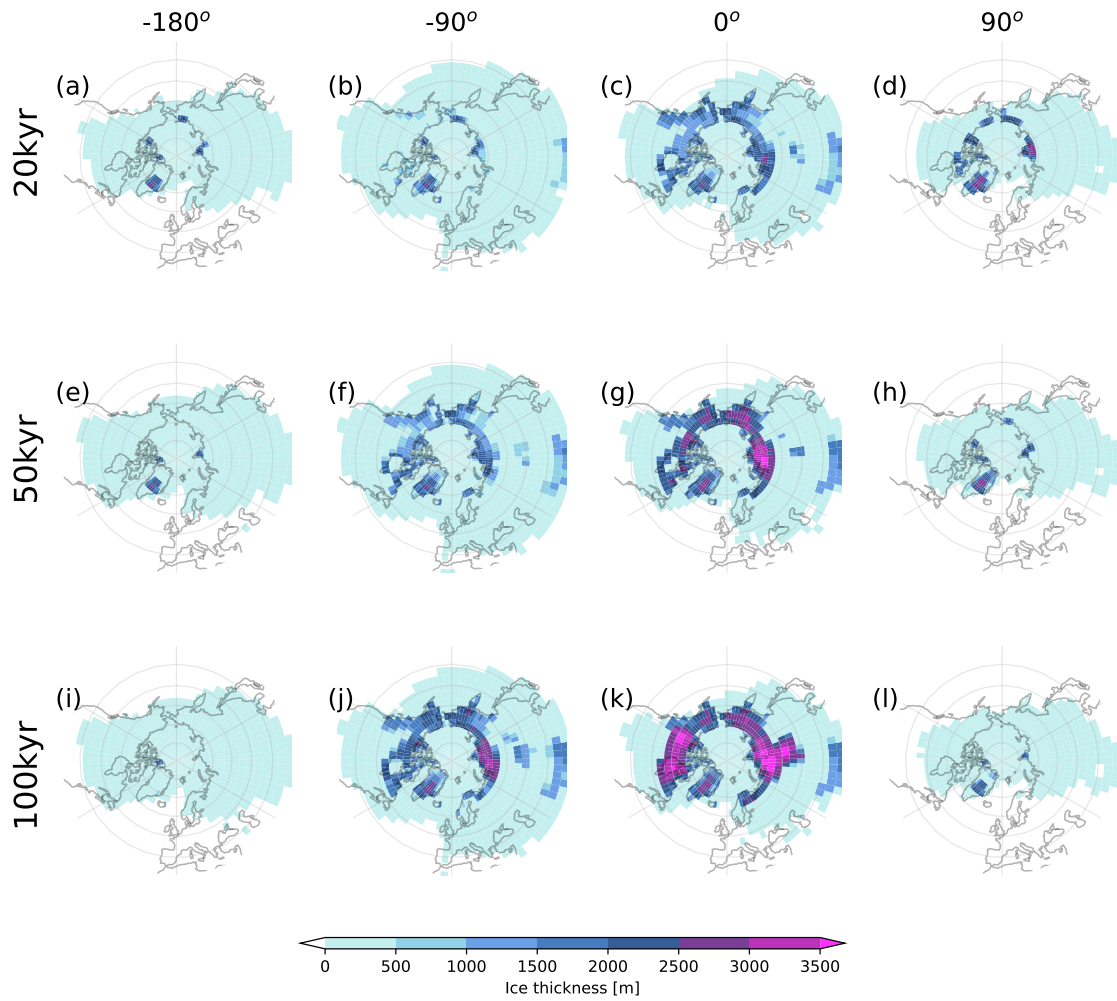 -180° -90° 0° 90°
20kyr
(a) (b) (c) (d)
50kyr
(e) (f) (g) (h)
100kyr
(i) (j) (k) (l)
0 500 1000 1500 2000 2500 3000 3500
Ice thickness [m]